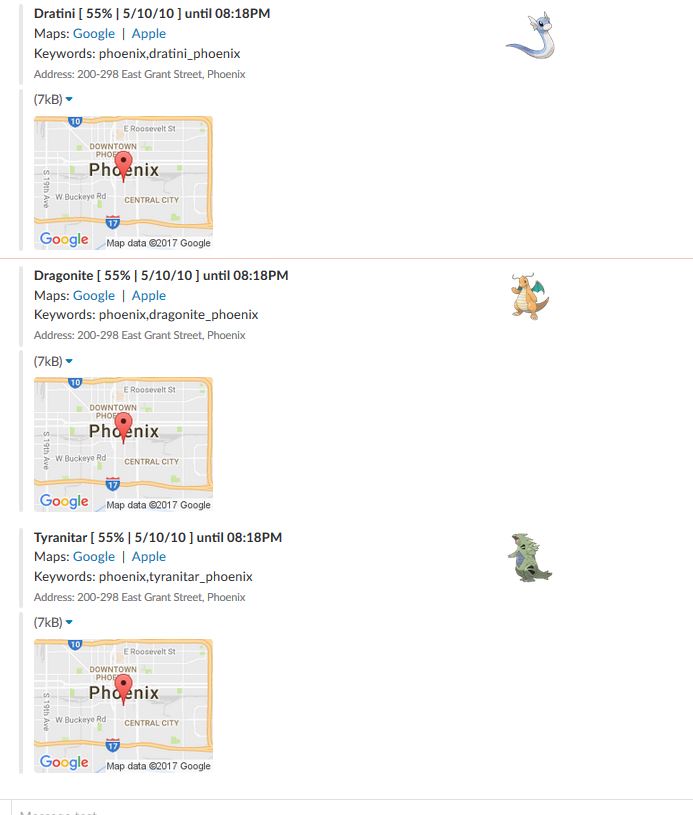 Dratini [ 55% | 5/10/10 ] until 08:18PM
Maps: Google | Apple
Keywords: phoenix,dratini_phoenix
Address: 200-298 East Grant Street, Phoenix
(7kB)
10
E Roosevelt St
DOWNTOWN
PHOE
Phoenix
S 19th Ave
W Buckeye Rd
CENTRAL CITY
17
Google
Map data ©2017 Google
Dragonite [ 55% | 5/10/10 ] until 08:18PM
Maps: Google | Apple
Keywords: phoenix,dragonite_phoenix
Address: 200-298 East Grant Street, Phoenix
(7kB)
10
E Roosevelt St
DOWNTOWN
PHOE
Phoenix
S 19th Ave
W Buckeye Rd
CENTRAL CITY
17
Google
Map data ©2017 Google
Tyranitar [ 55% | 5/10/10 ] until 08:18PM
Maps: Google | Apple
Keywords: phoenix,tyranitar_phoenix
Address: 200-298 East Grant Street, Phoenix
(7kB)
10
E Roosevelt St
DOWNTOWN
PHOE
Phoenix
S 19th Ave
W Buckeye Rd
CENTRAL CITY
17
Google
Map data ©2017 Google